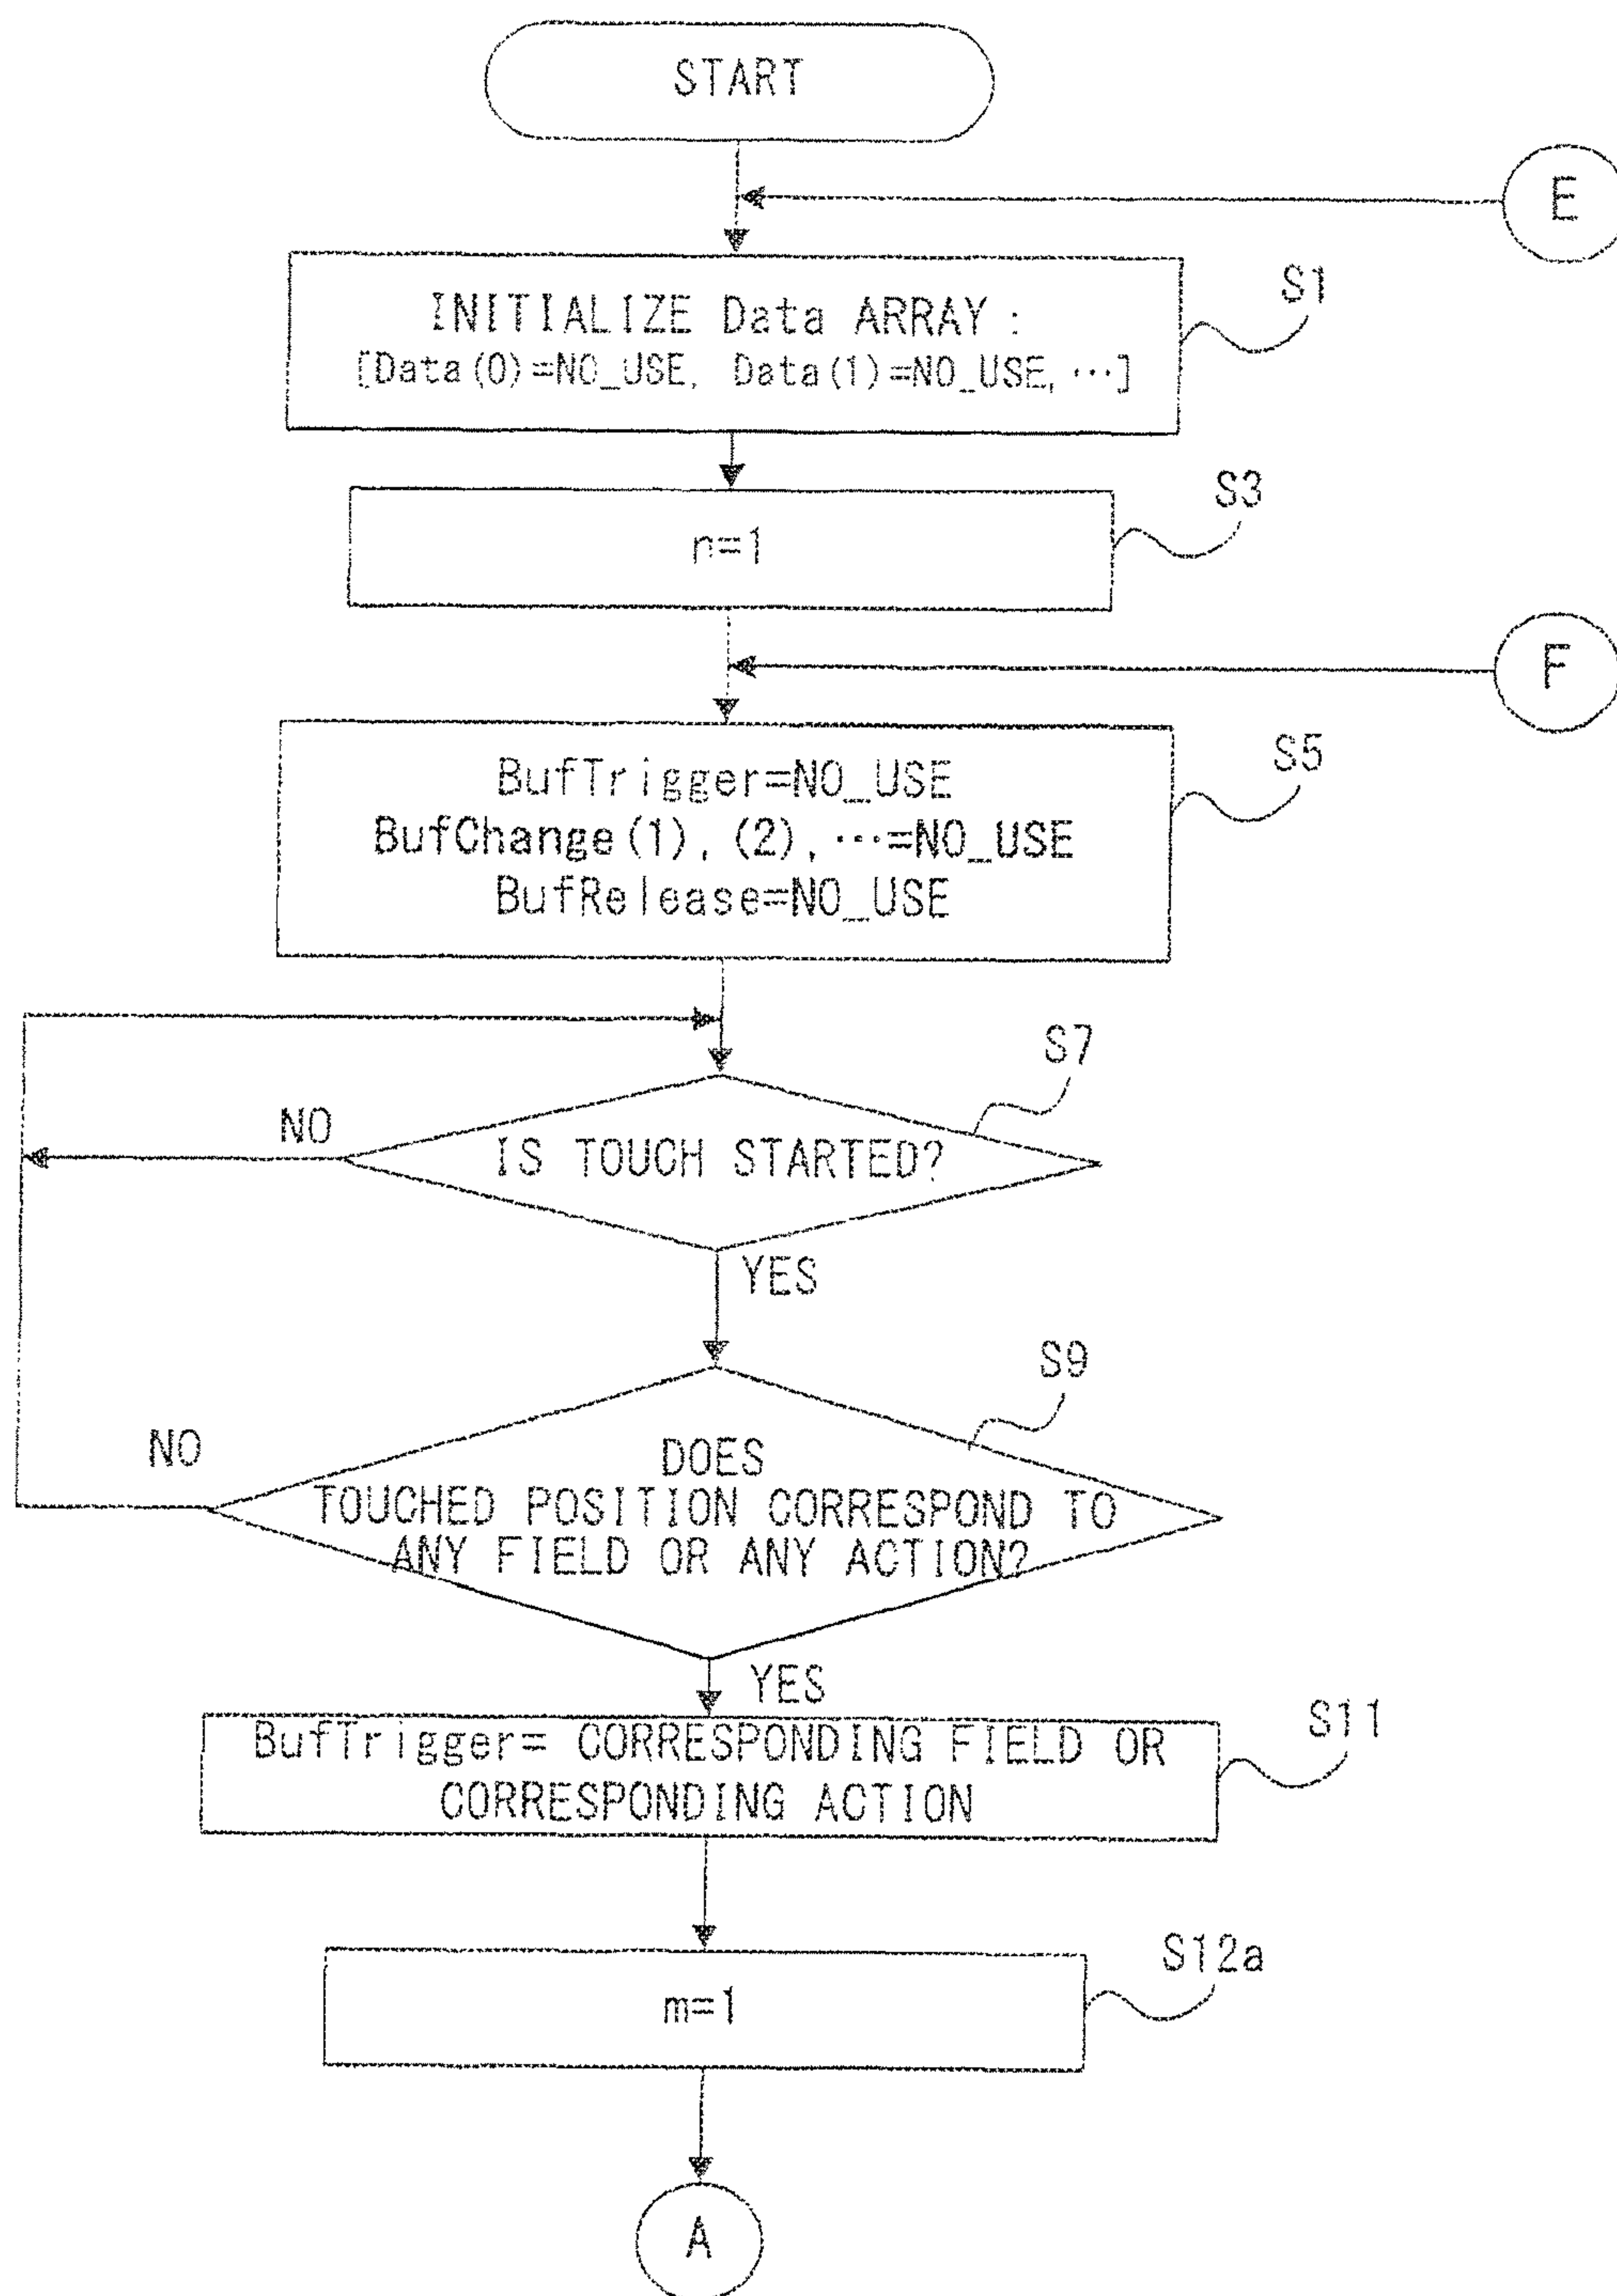 START
E
INITIALIZE Data ARRAY :
[Data(0)=NO_USE, Data(1)=NO_USE, …]
S1
n=1
S3
F
BufTrigger=NO_USE
BufChange(1), (2), …=NO_USE
BufRelease=NO_USE
S5
S7
NO
IS TOUCH STARTED?
YES
S9
NO
DOES
TOUCHED POSITION CORRESPOND TO
ANY FIELD OR ANY ACTION?
YES
BufTrigger= CORRESPONDING FIELD OR
CORRESPONDING ACTION
S11
m=1
S12a
A